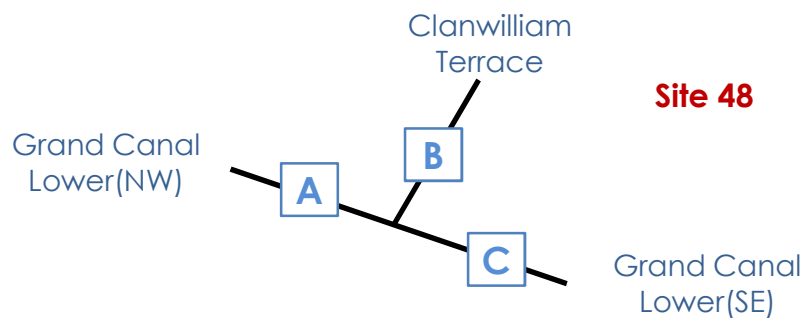 Clanwilliam
Terrace
Site 48
Grand Canal
Lower(NW)
B
A
C
Grand Canal
Lower(SE)